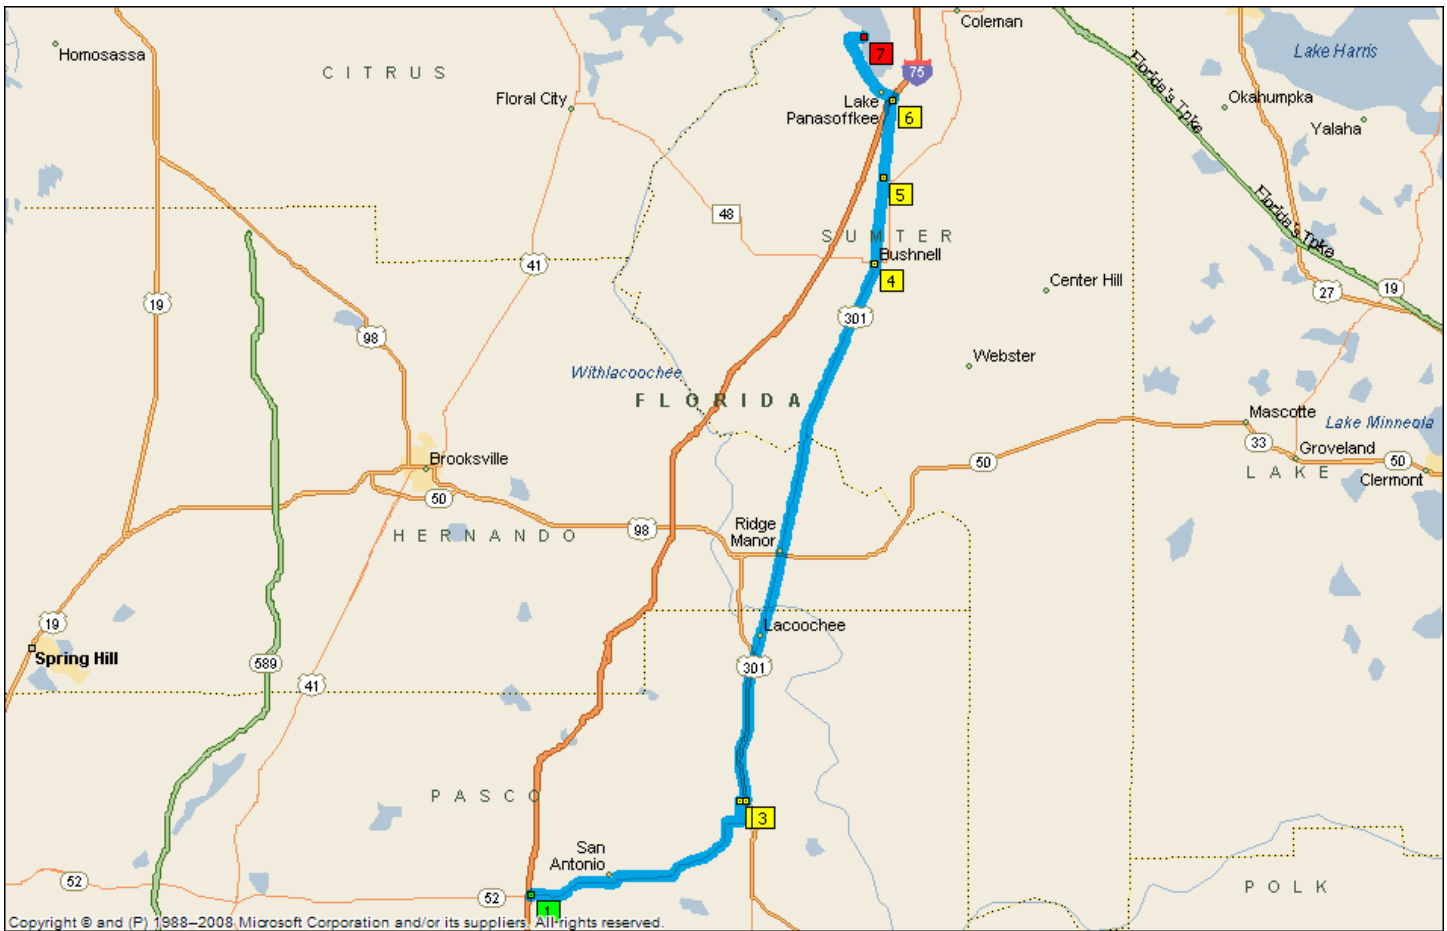 Coleman
Homosassa
CITRUS
Lake Harris
7
75
Florida's Tpke
Floral City
Lake
Panasoffkee
6
Okahumpka
Yalaha
5
48
Florida's Tpke
SUMTER
Bushnell
41
4
Center Hill
19
27
19
301
98
Webster
Withlacoochee
FLORIDA
Mascotte
Lake Minneola
33
Groveland
Brooksville
50
50
LAKE
Clermont
50
Ridge
Manor
98
HERNANDO
19
Lacoochee
Spring Hill
589
301
41
PASCO
3
San
Antonio
52
52
POLK
1
Copyright © and (P) 1988–2008 Microsoft Corporation and/or its suppliers. All rights reserved.